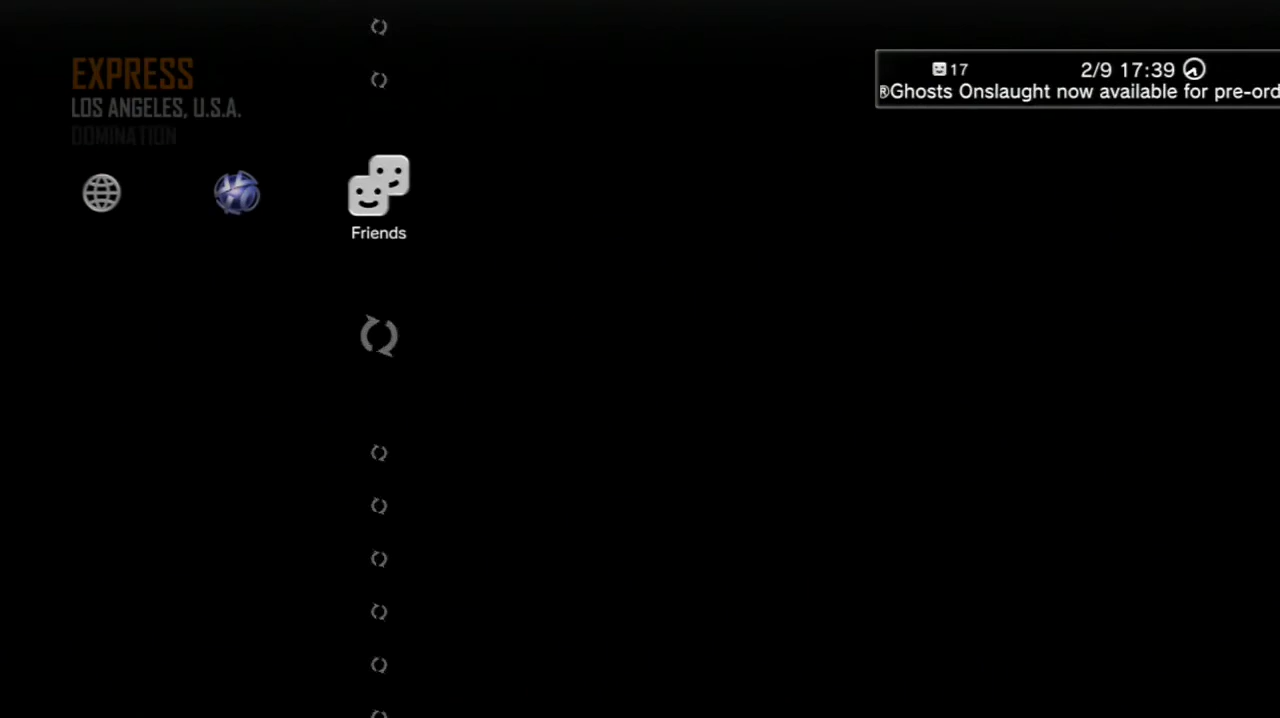 EXPRESS
LOS ANGELES, U.S.A.
DOMINATION
17
2/9 17:39
®Ghosts Onslaught now available for pre-ord
Friends